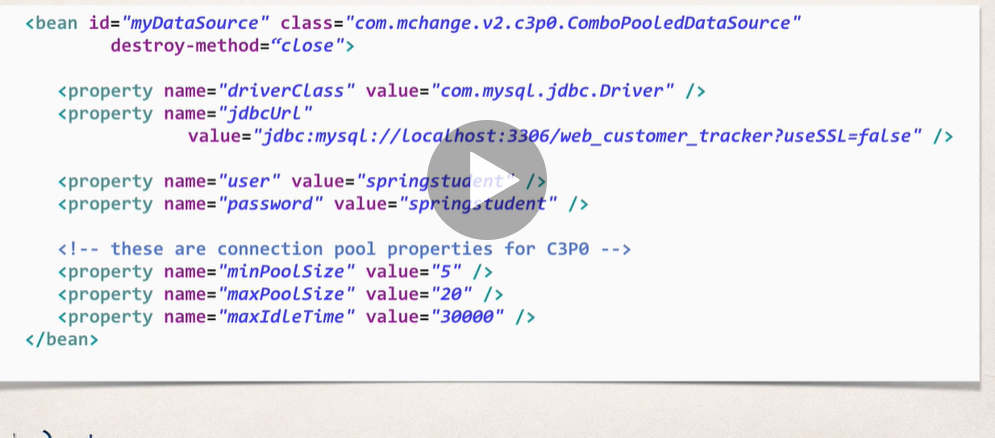 <bean id="myDataSource" class="com.mchange.v2.c3p0.ComboPooledDataSource"
destroy-method=“close">
<property name="driverClass" value="com.mysql.jdbc.Driver" />
<property name="jdbcUrl"
value="jdbc:mysql://localhost:3306/web_customer_tracker?useSSL=false" />
<property name="user" value="springstudent" />
<property name="password" value="springstudent" />
<!-- these are connection pool properties for C3P0 -->
<property name="minPoolSize" value="5" />
<property name="maxPoolSize" value="20" />
<property name="maxIdleTime" value="30000" />
</bean>